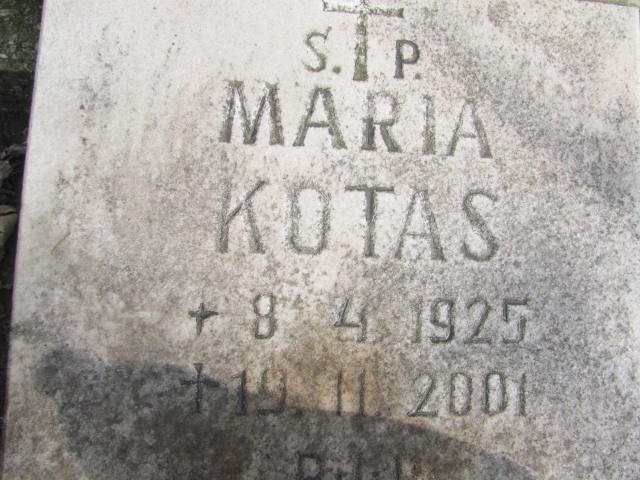 S. P.
MARIA
KOTAS
+ 8 4. 1925
† 19. 11. 2001
R.I.P.